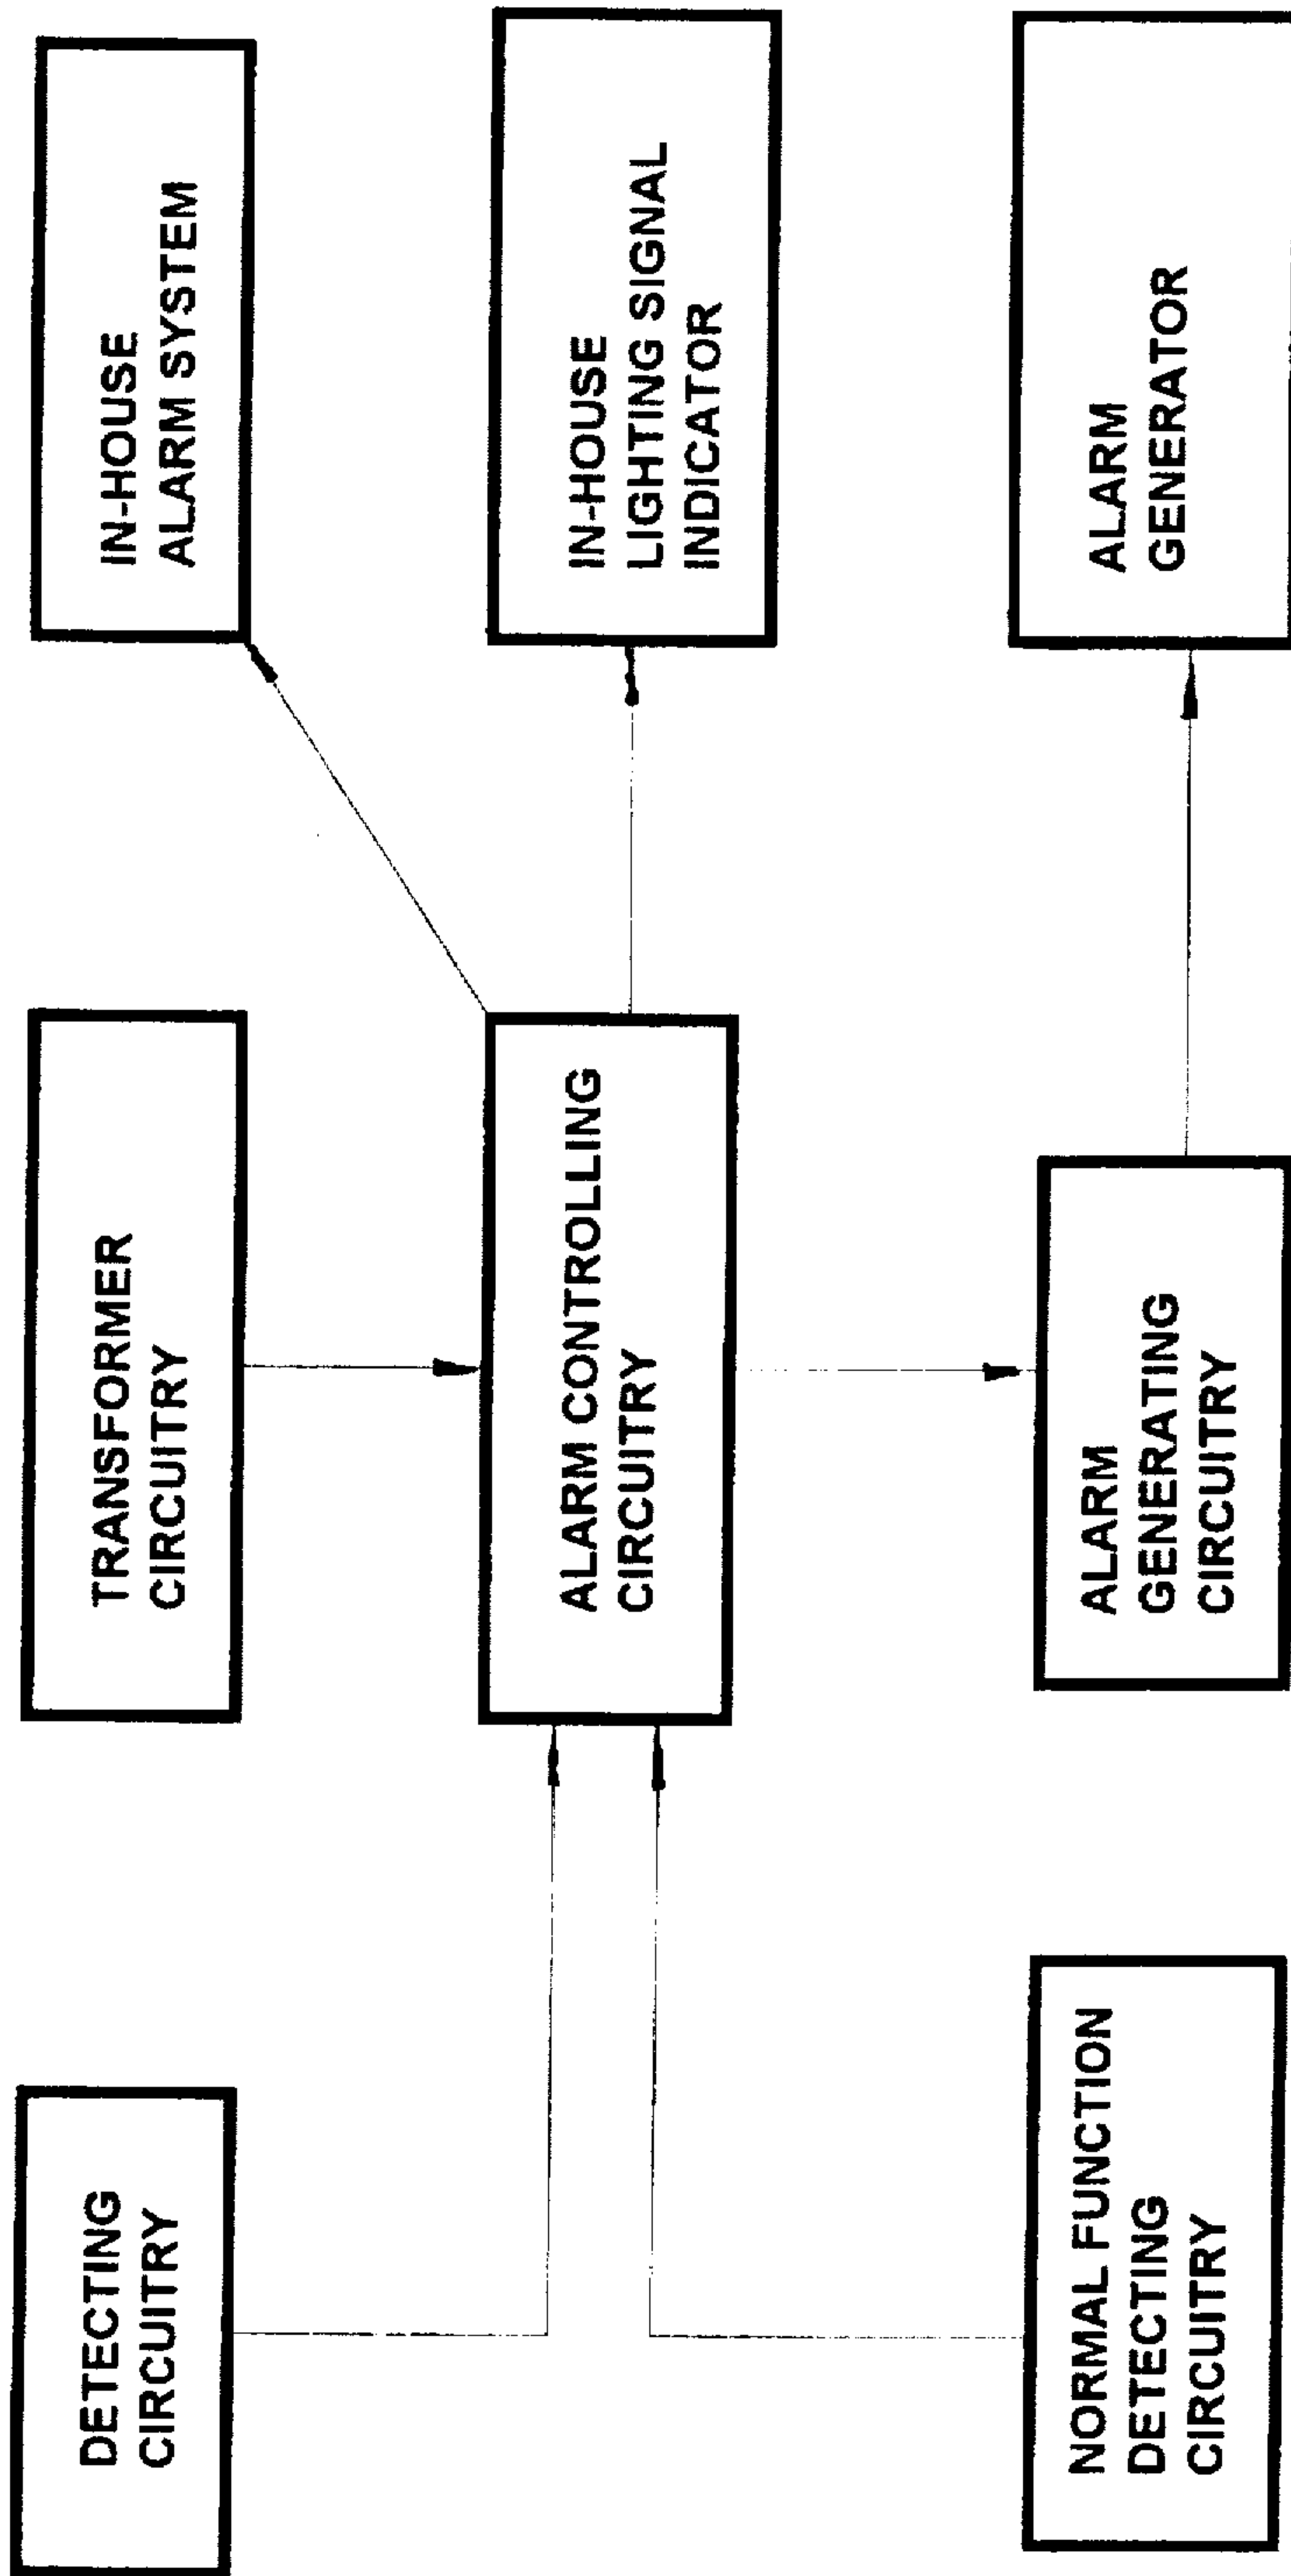 DETECTING
CIRCUITRY
TRANSFORMER
CIRCUITRY
IN-HOUSE
ALARM SYSTEM
ALARM CONTROLLING
CIRCUITRY
IN-HOUSE
LIGHTING SIGNAL
INDICATOR
NORMAL FUNCTION
DETECTING
CIRCUITRY
ALARM
GENERATING
CIRCUITRY
ALARM
GENERATOR